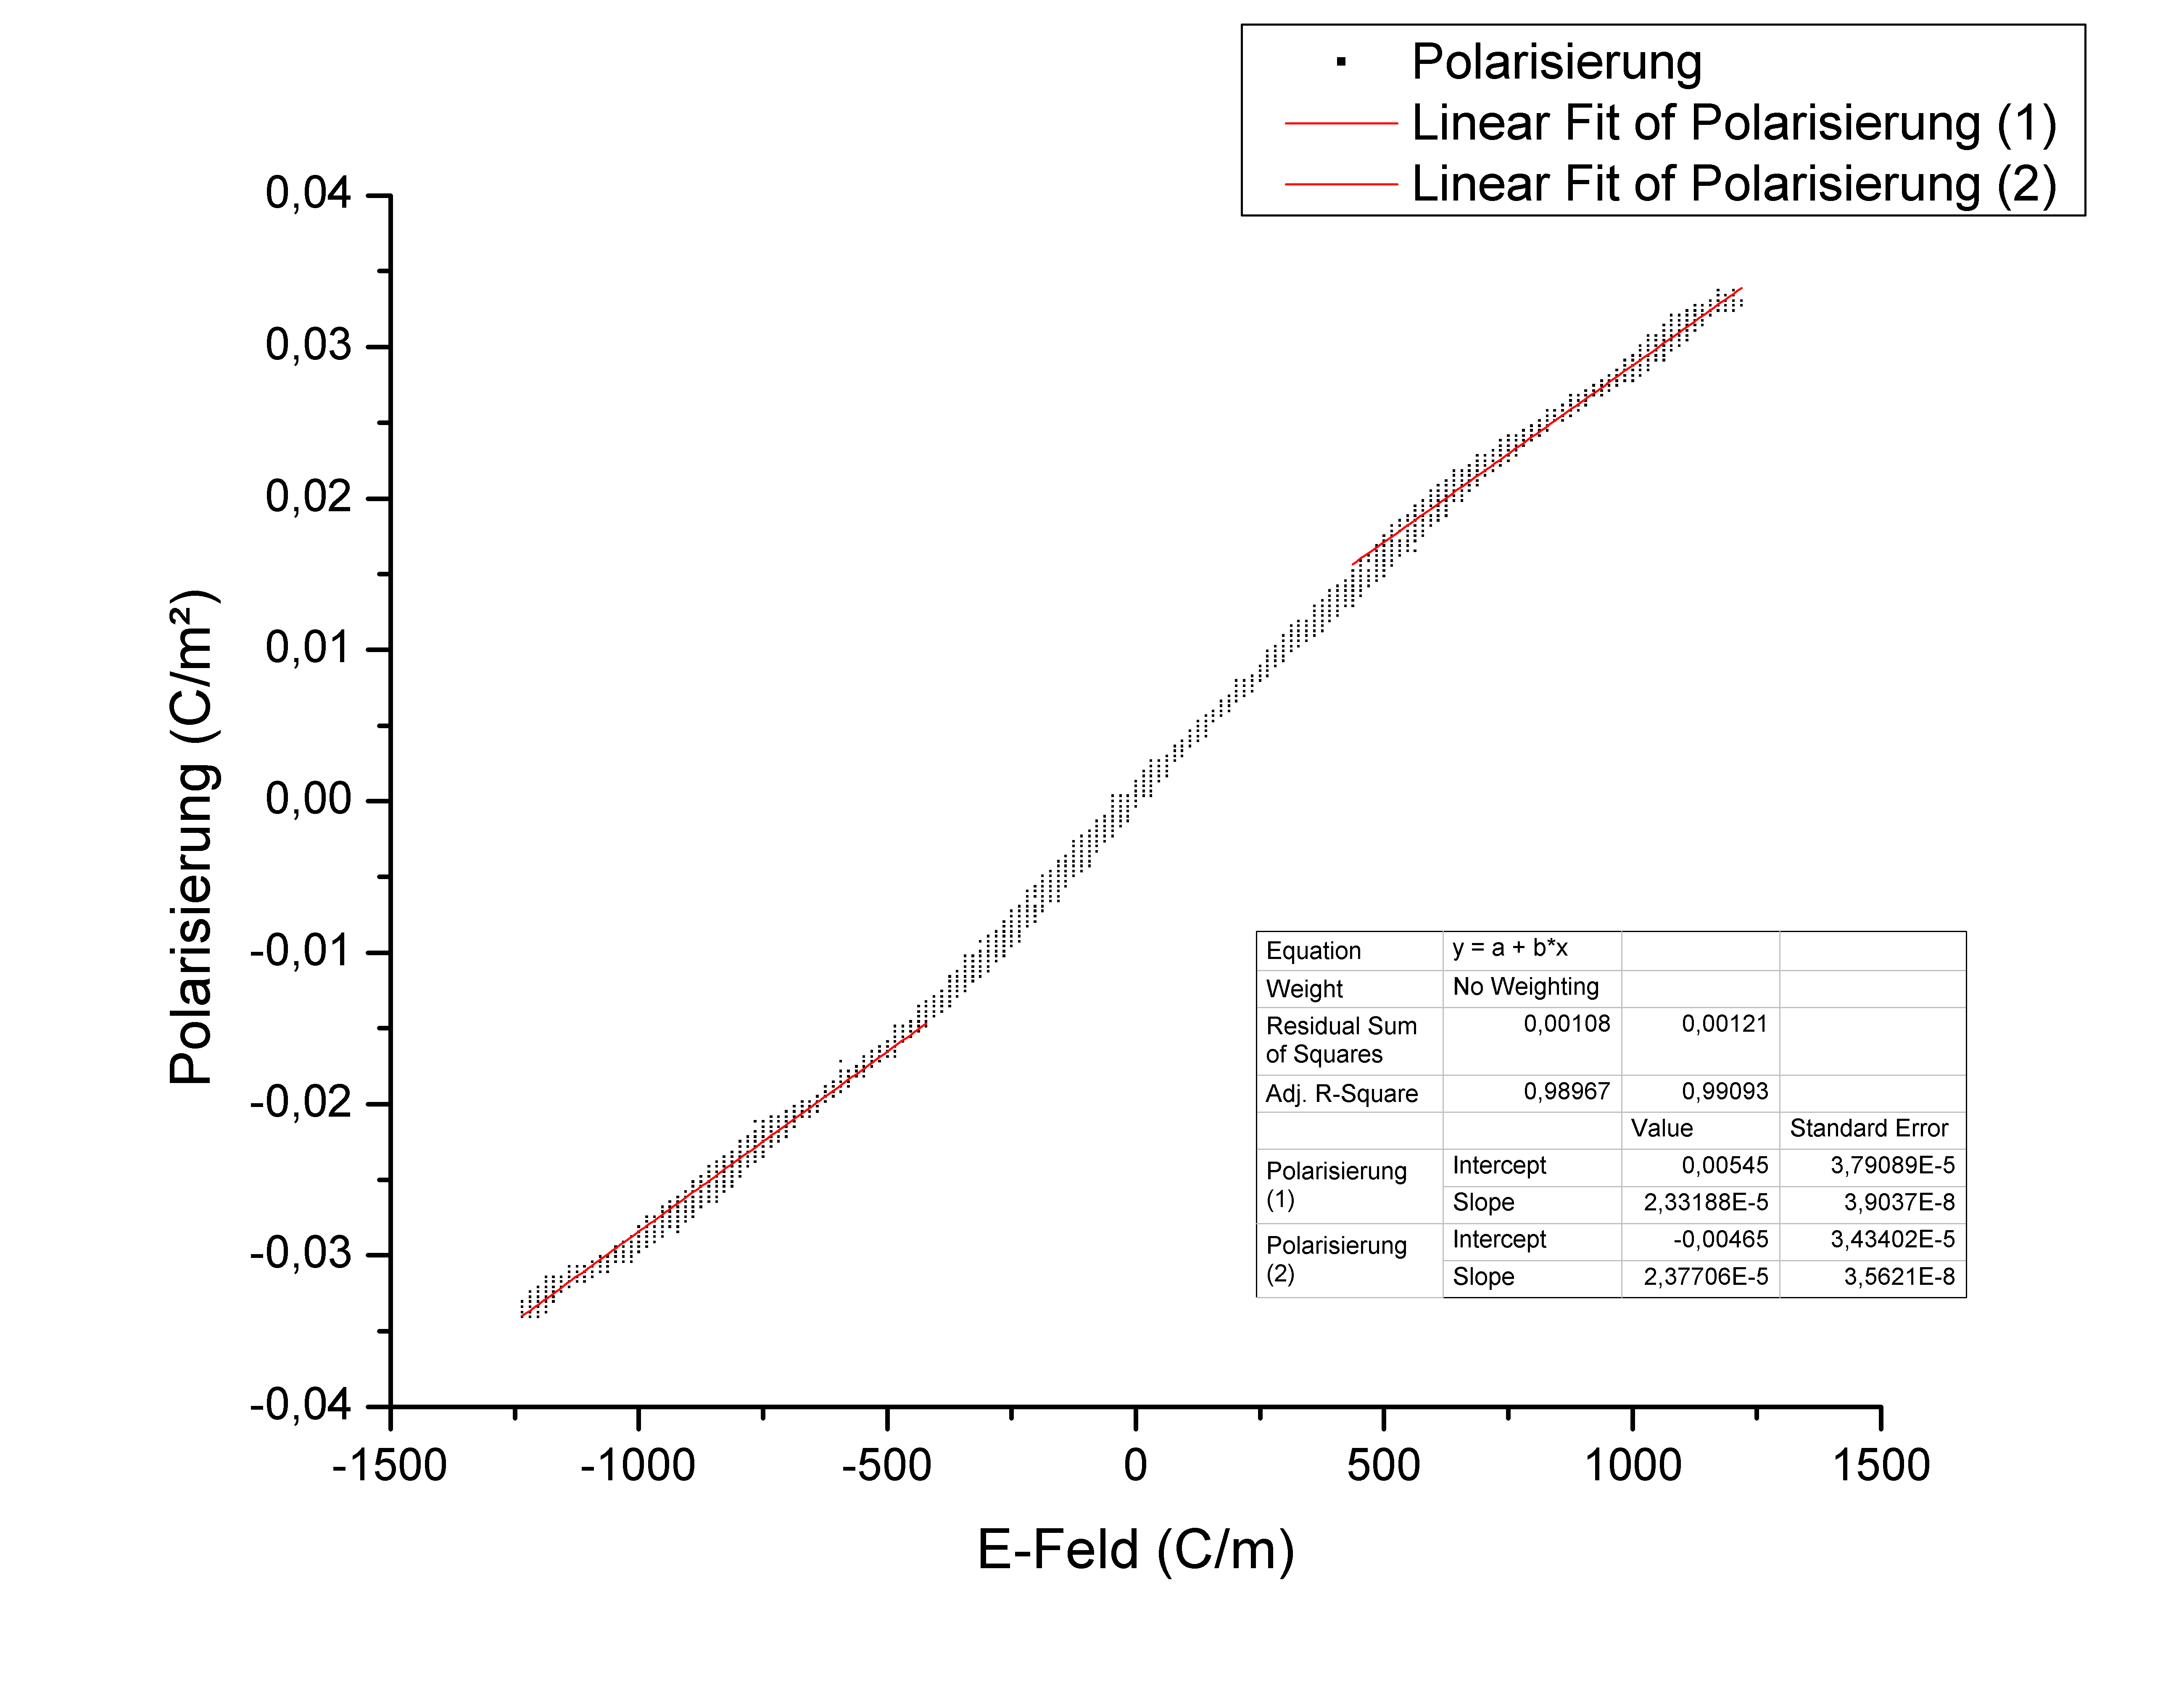 Polarisierung
Linear Fit of Polarisierung (1)
Linear Fit of Polarisierung (2)
0,04
0,03
0,02
0,01
0,00
-0,01
-0,02
-0,03
-0,04
Polarisierung (C/m²)
-1500 -1000 -500 0 500 1000 1500
E-Feld (C/m)
Equation y = a + b*x
Weight No Weighting
Residual Sum of Squares 0,00108 0,00121
Adj. R-Square 0,98967 0,99093
Value Standard Error
Polarisierung (1) Intercept 0,00545 3,79089E-5
Slope 2,33188E-5 3,9037E-8
Polarisierung (2) Intercept -0,00465 3,43402E-5
Slope 2,37706E-5 3,5621E-8